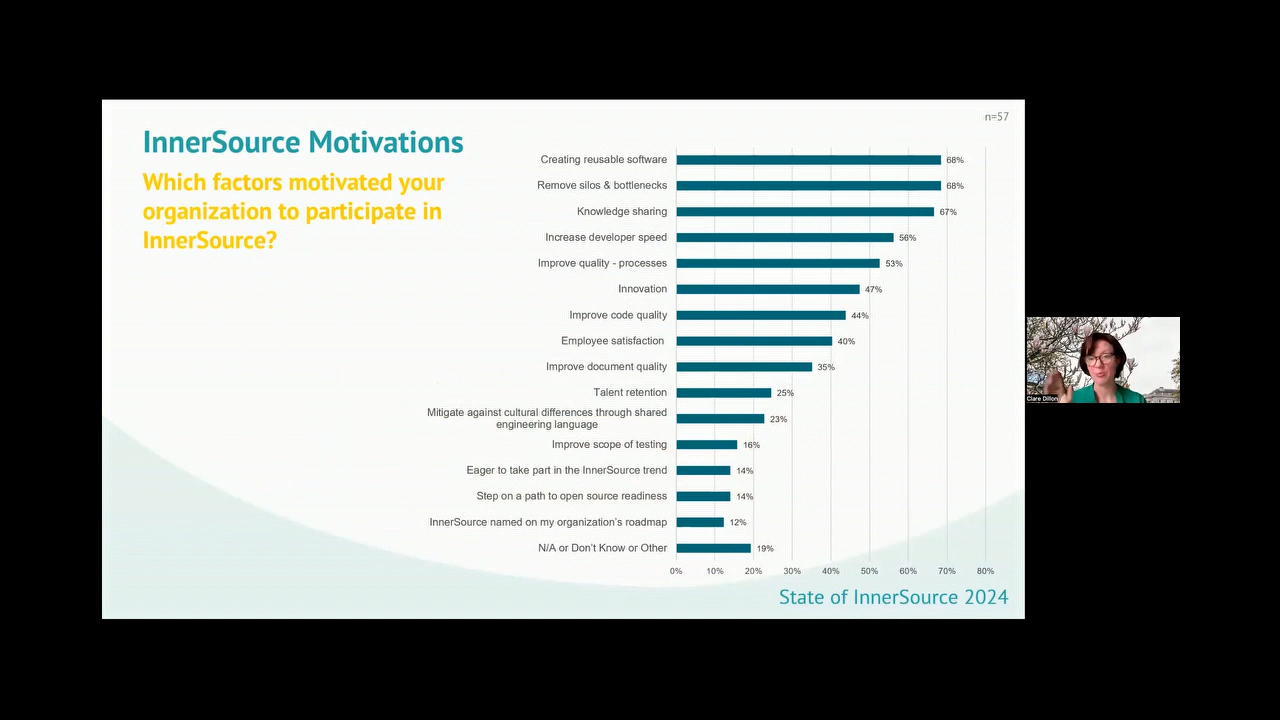 n=57
InnerSource Motivations
Which factors motivated your
organization to participate in
InnerSource?
Creating reusable software 68%
Remove silos & bottlenecks 68%
Knowledge sharing 67%
Increase developer speed 56%
Improve quality - processes 53%
Innovation 47%
Improve code quality 44%
Employee satisfaction 40%
Improve document quality 35%
Talent retention 25%
Mitigate against cultural differences through shared
engineering language 23%
Improve scope of testing 16%
Eager to take part in the InnerSource trend 14%
Step on a path to open source readiness 14%
InnerSource named on my organization's roadmap 12%
N/A or Don't Know or Other 19%
0% 10% 20% 30% 40% 50% 60% 70% 80%
State of InnerSource 2024
Clare Dillon